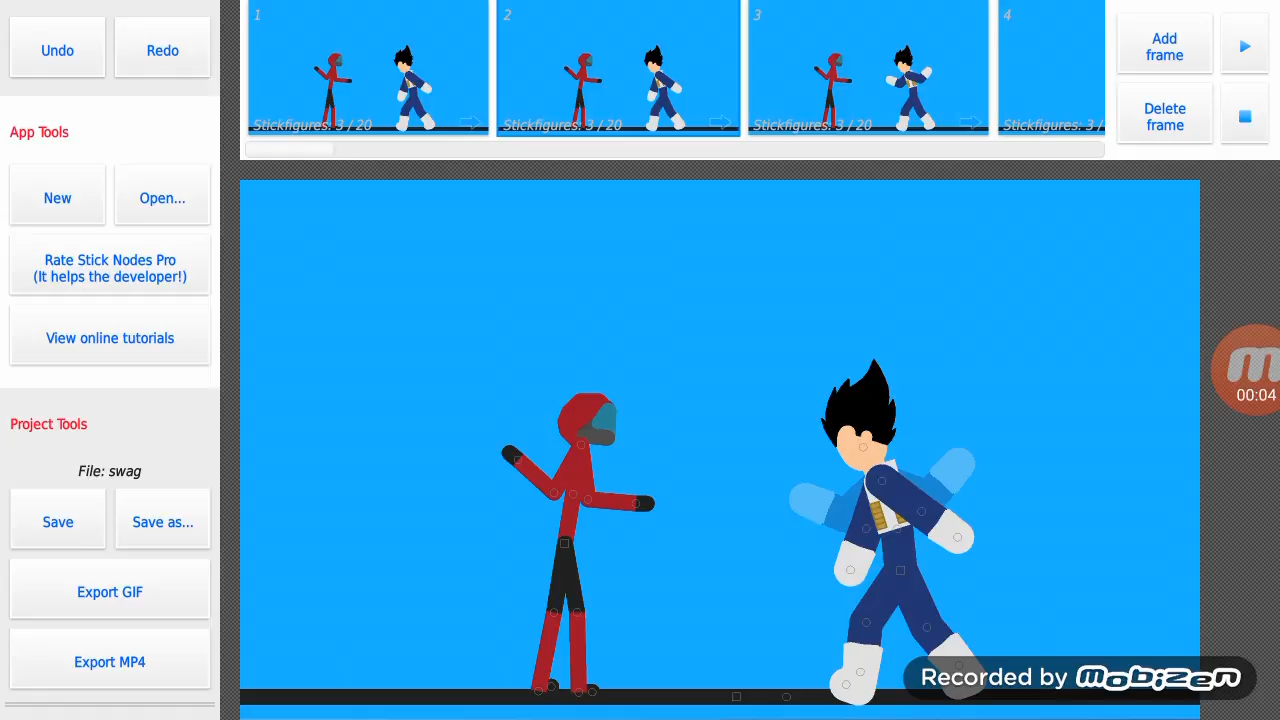 Undo
Redo
App Tools
New
Open...
Rate Stick Nodes Pro
(It helps the developer!)
View online tutorials
Project Tools
File: swag
Save
Save as...
Export GIF
Export MP4
1
2
3
4
Stickfigures: 3 / 20
Stickfigures: 3 / 20
Stickfigures: 3 / 20
Stickfigures: 3 /
Add
frame
Delete
frame
00:04
Recorded by mobizen